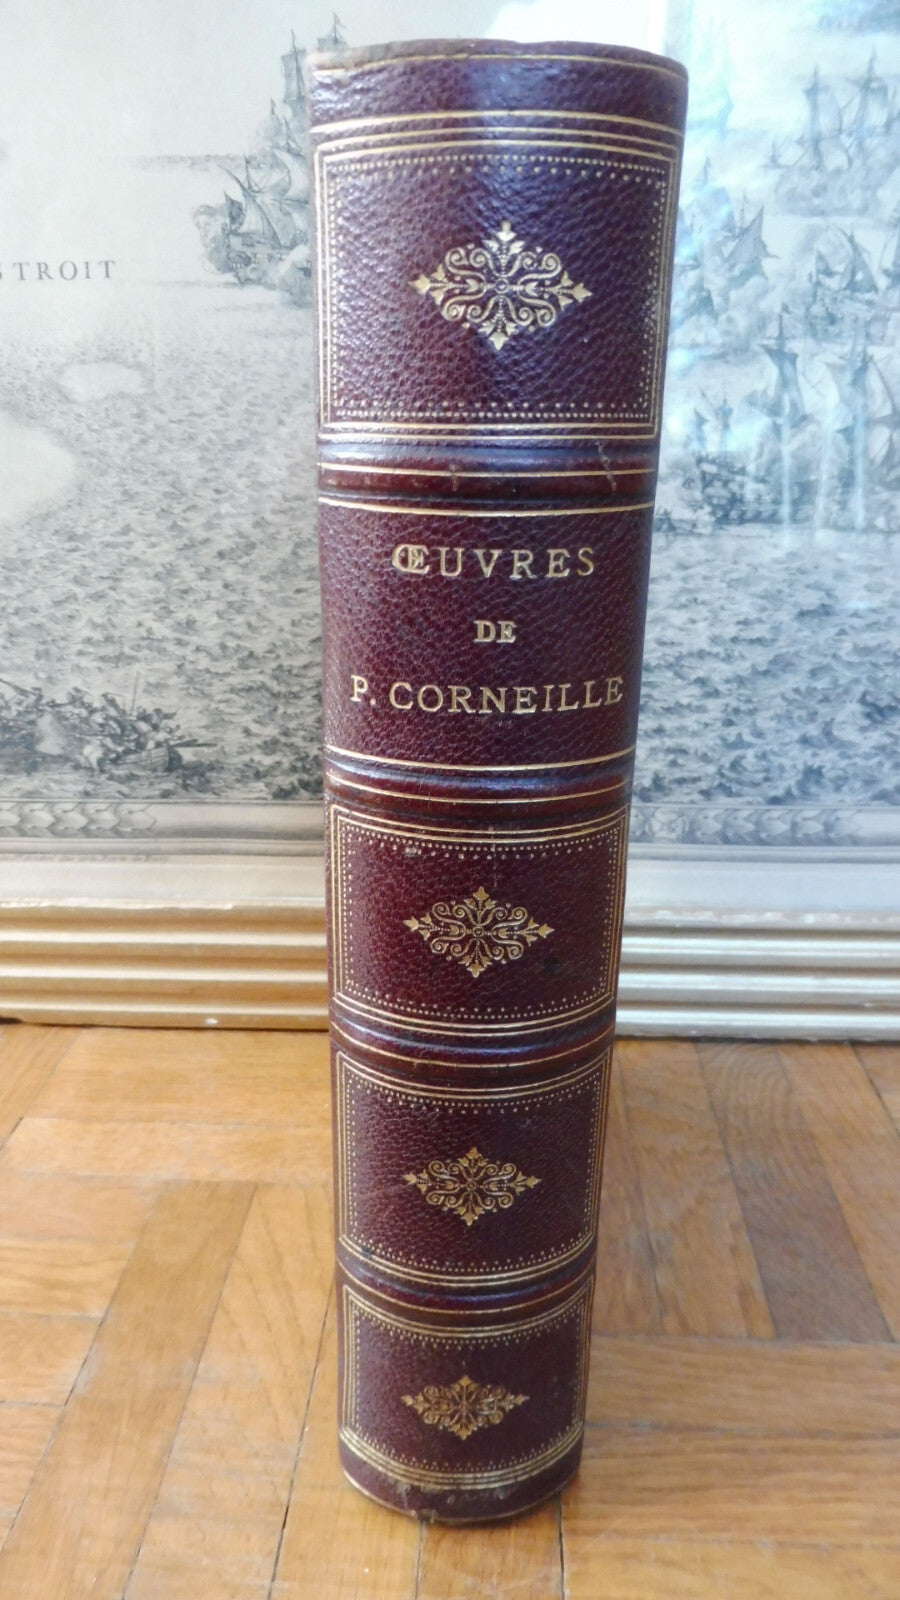 STROIT
ŒUVRES
DE
P. CORNEILLE